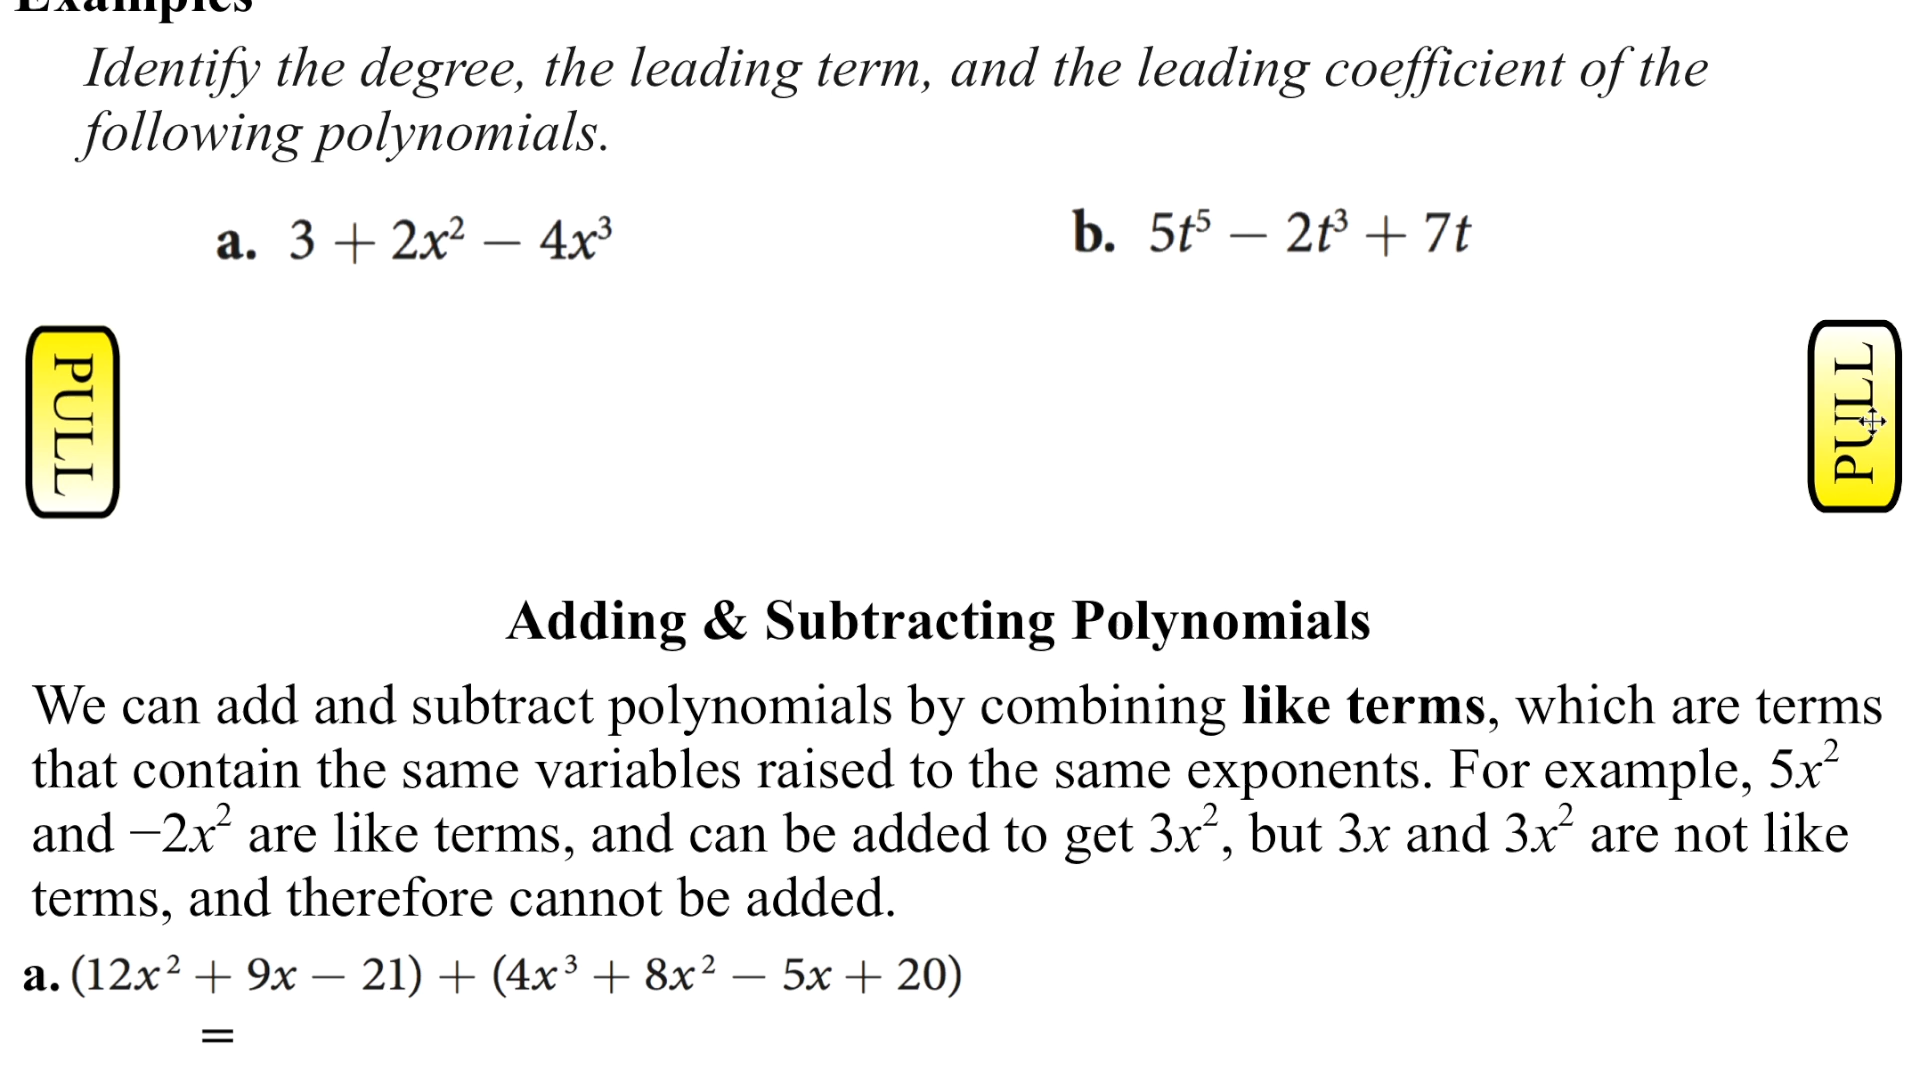 Examples
Identify the degree, the leading term, and the leading coefficient of the
following polynomials.
a. 3 + 2x² − 4x³
b. 5t⁵ − 2t³ + 7t
PULL
PULL
Adding & Subtracting Polynomials
We can add and subtract polynomials by combining like terms, which are terms
that contain the same variables raised to the same exponents. For example, 5x²
and −2x² are like terms, and can be added to get 3x², but 3x and 3x² are not like
terms, and therefore cannot be added.
a. (12x² + 9x − 21) + (4x³ + 8x² − 5x + 20)
=